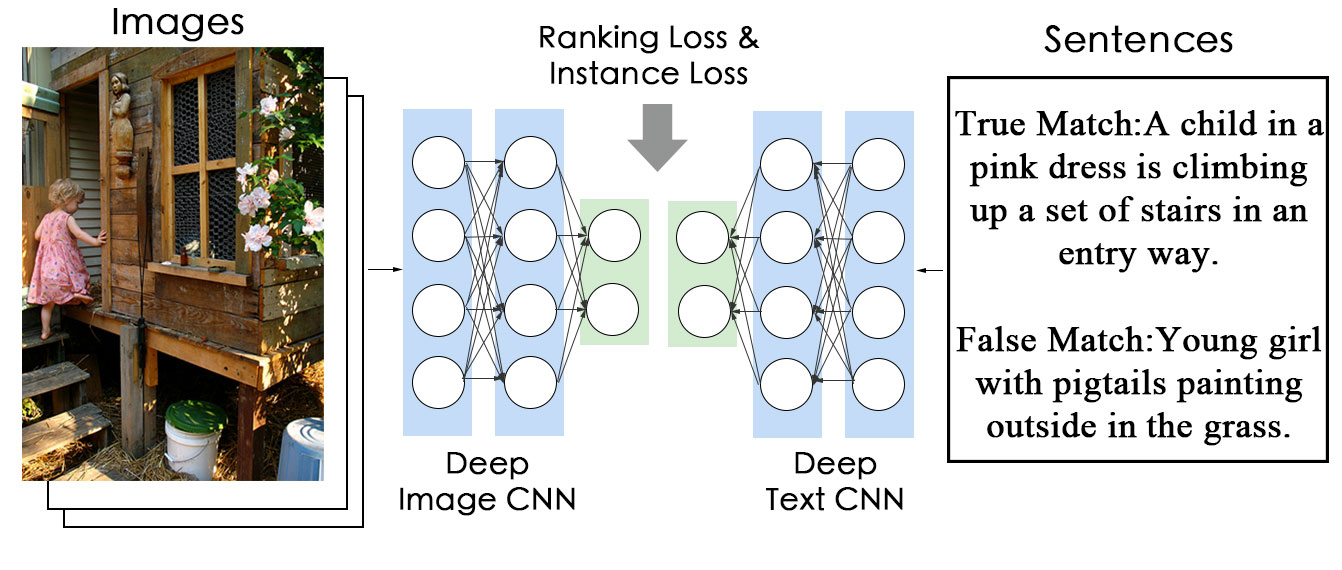 Images
Ranking Loss &
Instance Loss
Sentences
True Match:A child in a
pink dress is climbing
up a set of stairs in an
entry way.
False Match:Young girl
with pigtails painting
outside in the grass.
Deep
Image CNN
Deep
Text CNN